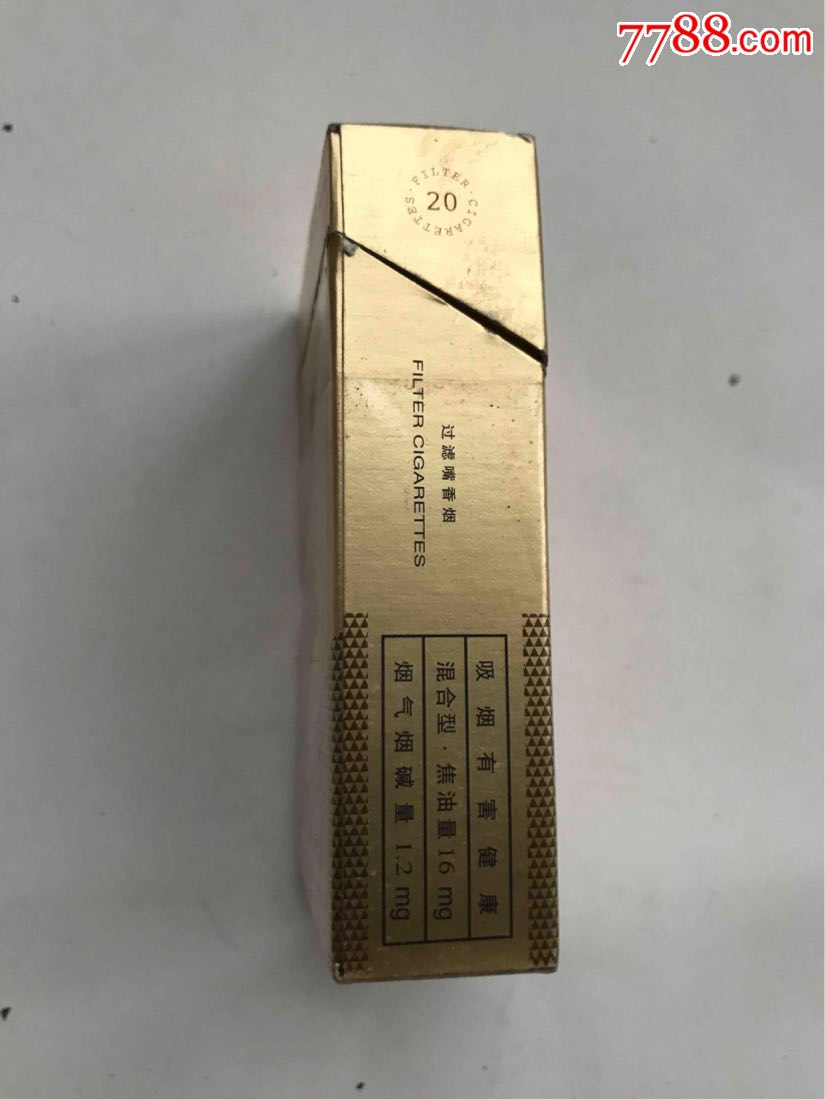 7788.com
·FILTER·CIGARETTES
20
过滤嘴香烟
FILTER CIGARETTES
吸烟有害健康
混合型·焦油量16 mg
烟气烟碱量 1.2 mg